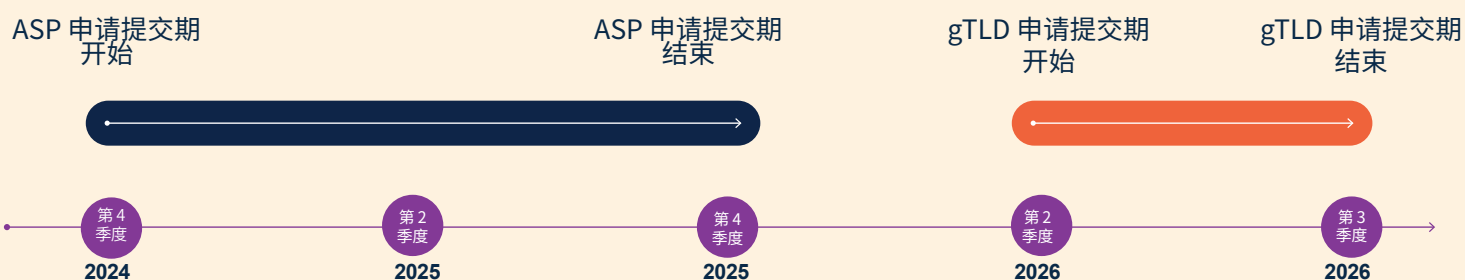 ASP 申请提交期
开始
ASP 申请提交期
结束
gTLD 申请提交期
开始
gTLD 申请提交期
结束
第 4
季度
2024
第 2
季度
2025
第 4
季度
2025
第 2
季度
2026
第 3
季度
2026